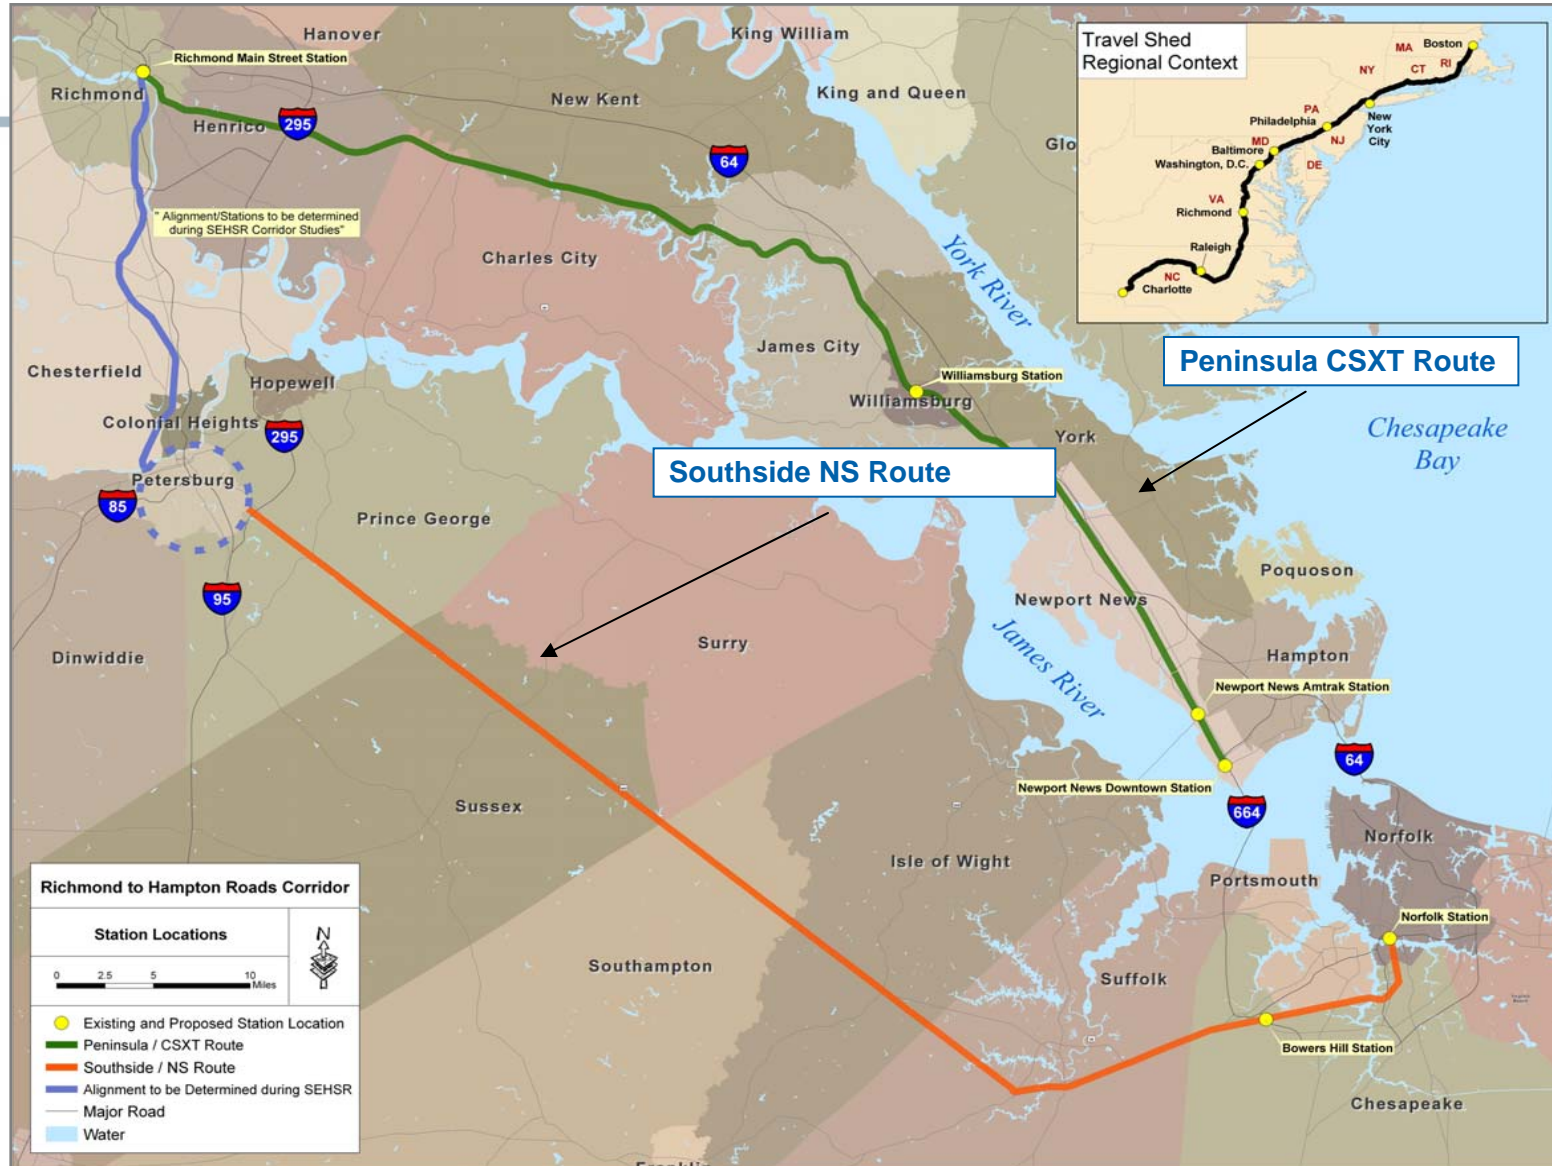 Hanover
King William
Richmond Main Street Station
Richmond
New Kent
King and Queen
Henrico
295
64
Glo
" Alignment/Stations to be determined
during SEHSR Corridor Studies"
Charles City
York River
Travel Shed
Regional Context
Boston
MA
NY
CT
RI
PA
Philadelphia
New
York
City
NJ
MD
Baltimore
Washington, D.C.
DE
VA
Richmond
Raleigh
NC
Charlotte
James City
Peninsula CSXT Route
Chesterfield
Hopewell
Williamsburg Station
Williamsburg
Colonial Heights
295
York
Chesapeake
Bay
Southside NS Route
Petersburg
85
Prince George
95
Poquoson
Newport News
James River
Dinwiddie
Surry
Hampton
Newport News Amtrak Station
64
Newport News Downtown Station
664
Sussex
Isle of Wight
Norfolk
Portsmouth
Norfolk Station
Southampton
Suffolk
Bowers Hill Station
Chesapeake
Franklin
Richmond to Hampton Roads Corridor
Station Locations
N
0 2.5 5 10
Miles
Existing and Proposed Station Location
Peninsula / CSXT Route
Southside / NS Route
Alignment to be Determined during SEHSR
Major Road
Water